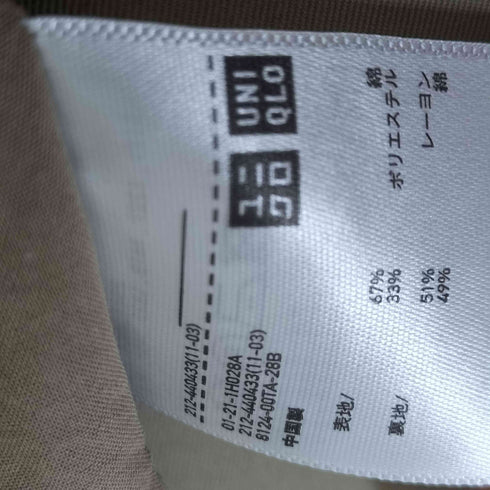 212-440433(11-03)
ユニ
クロ
UNI
QLO
01-21-1H028A
212-440433(11-03)
8124-00TA-28B
中国製
表地/
67% 綿
33% ポリエステル
裏地/
51% レーヨン
49% 綿